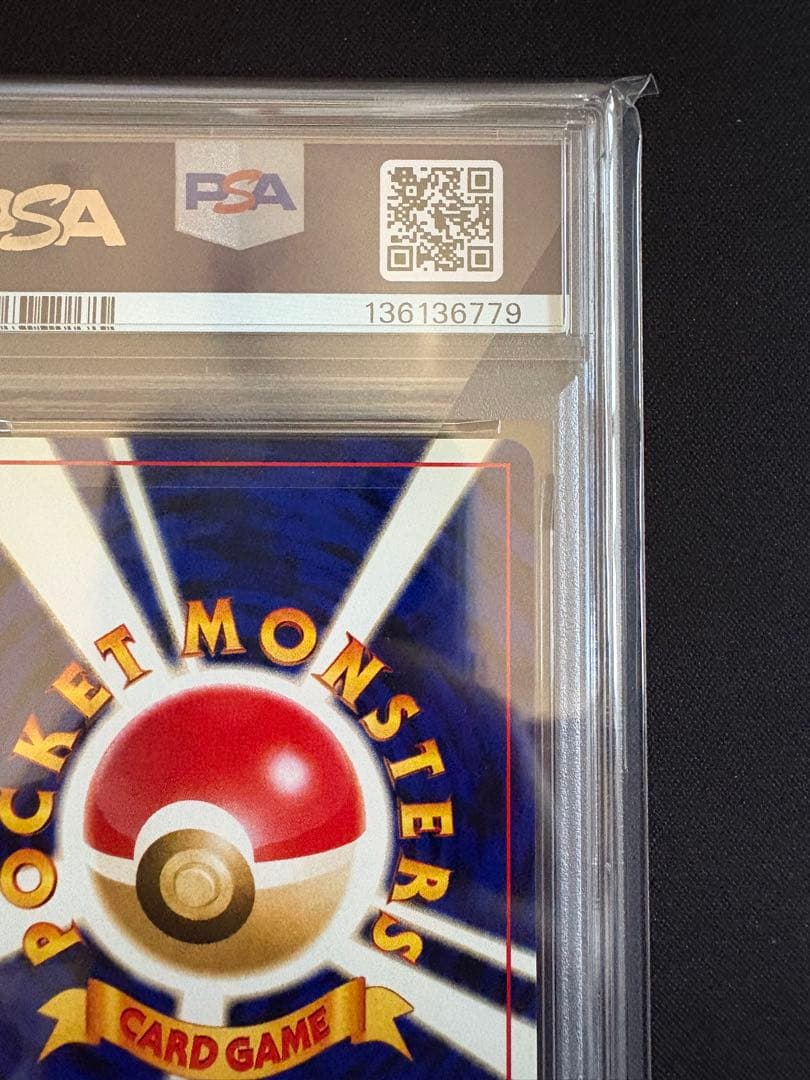 PSA
PSA
136136779
POCKET MONSTERS
CARD GAME